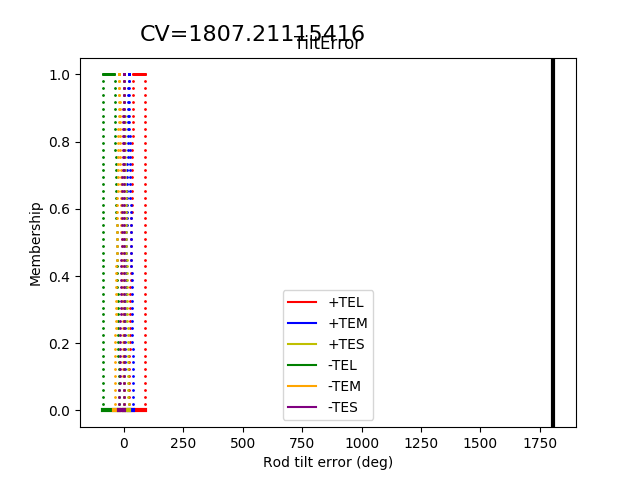 CV=1807.21115416
TiltError
1.0
0.8
0.6
0.4
0.2
0.0
Membership
+TEL
+TEM
+TES
-TEL
-TEM
-TES
0 250 500 750 1000 1250 1500 1750
Rod tilt error (deg)